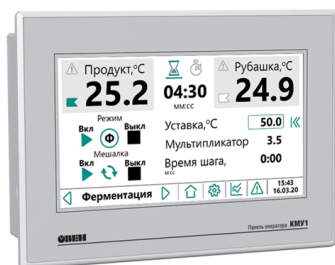 Продукт,°C
25.2
04:30
мм:сс
Рубашка,°C
24.9
Режим
Вкл Ф Выкл
Мешалка
Вкл Выкл
Уставка,°C 50.0
Мультипликатор 3.5
Время шага, 0:00
м:сс
Ферментация
15:43
16.03.20
ОВЕН
Панель оператора КМУ1